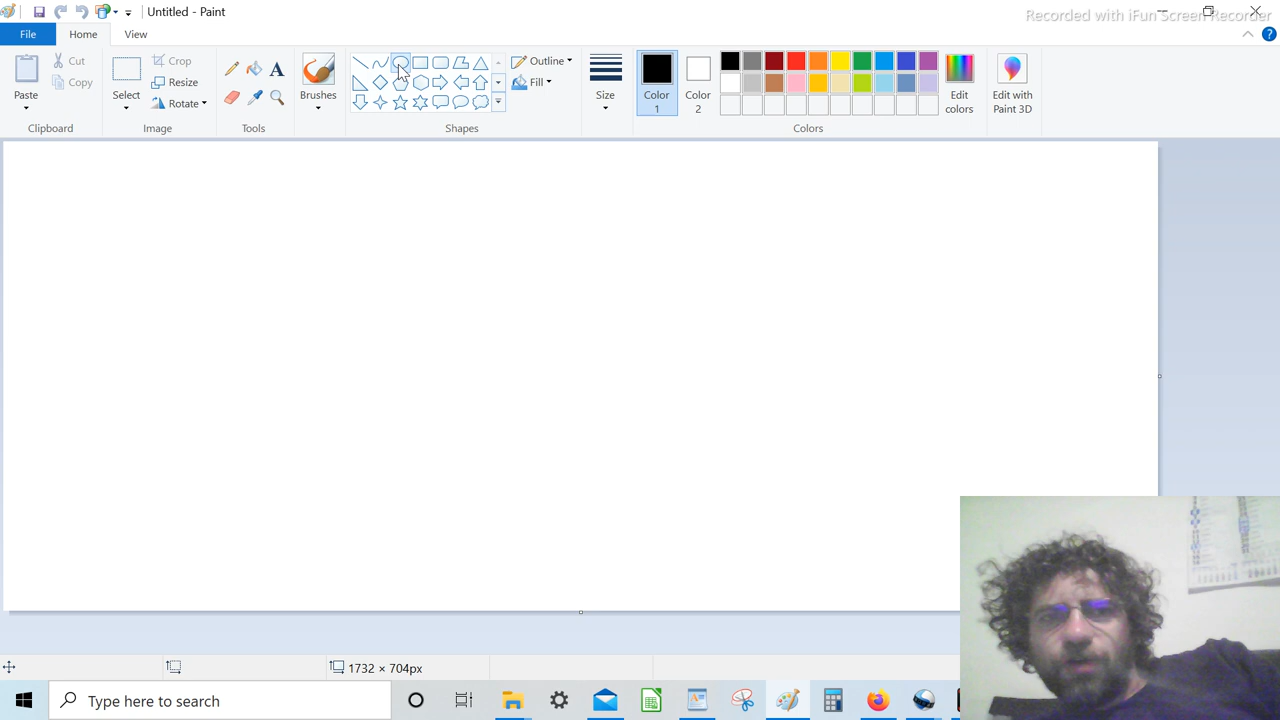 Untitled - Paint
Recorded with iFun Screen Recorder
File
Home
View
Paste
Cut
Copy
Clipboard
Select
Crop
Resize
Rotate
Image
A
Tools
Brushes
Shapes
Outline
Fill
Size
Color
1
Color
2
Colors
Edit
colors
Edit with
Paint 3D
1732 × 704px
Type here to search